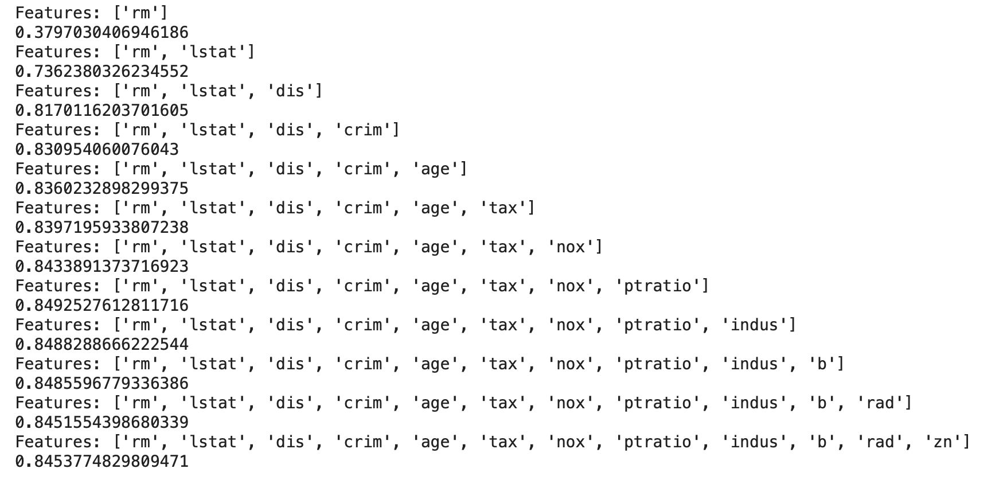 Features: ['rm']
0.3797030406946186
Features: ['rm', 'lstat']
0.7362380326234552
Features: ['rm', 'lstat', 'dis']
0.8170116203701605
Features: ['rm', 'lstat', 'dis', 'crim']
0.830954060076043
Features: ['rm', 'lstat', 'dis', 'crim', 'age']
0.8360232898299375
Features: ['rm', 'lstat', 'dis', 'crim', 'age', 'tax']
0.8397195933807238
Features: ['rm', 'lstat', 'dis', 'crim', 'age', 'tax', 'nox']
0.8433891373716923
Features: ['rm', 'lstat', 'dis', 'crim', 'age', 'tax', 'nox', 'ptratio']
0.8492527612811716
Features: ['rm', 'lstat', 'dis', 'crim', 'age', 'tax', 'nox', 'ptratio', 'indus']
0.8488288666222544
Features: ['rm', 'lstat', 'dis', 'crim', 'age', 'tax', 'nox', 'ptratio', 'indus', 'b']
0.8485596779336386
Features: ['rm', 'lstat', 'dis', 'crim', 'age', 'tax', 'nox', 'ptratio', 'indus', 'b', 'rad']
0.8451554398680339
Features: ['rm', 'lstat', 'dis', 'crim', 'age', 'tax', 'nox', 'ptratio', 'indus', 'b', 'rad', 'zn']
0.8453774829809471